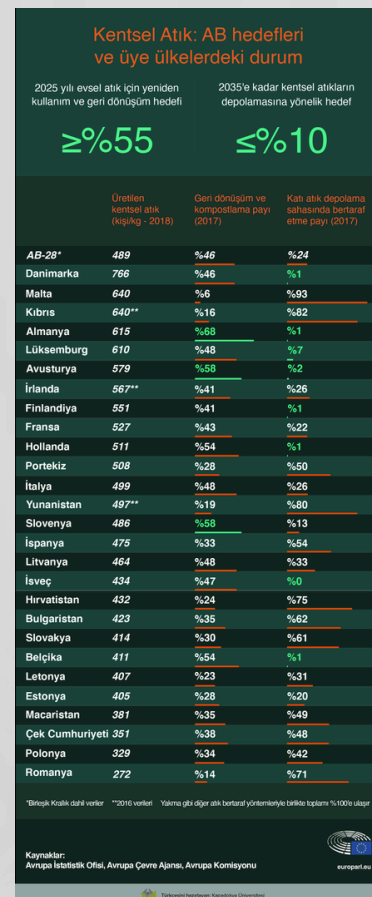 Kentsel Atık: AB hedefleri
ve üye ülkelerdeki durum
2025 yılı evsel atık için yeniden
kullanım ve geri dönüşüm hedefi
≥%55
2035'e kadar kentsel atıkların
depolamasına yönelik hedef
≤%10
Üretilen
kentsel atık
(kişi/kg - 2018)
Geri dönüşüm ve
kompostlama payı
(2017)
Katı atık depolama
sahasında bertaraf
etme payı (2017)
AB-28* 489 %46 %24
Danimarka 766 %46 %1
Malta 640 %6 %93
Kıbrıs 640** %16 %82
Almanya 615 %68 %1
Lüksemburg 610 %48 %7
Avusturya 579 %58 %2
İrlanda 567** %41 %26
Finlandiya 551 %41 %1
Fransa 527 %43 %22
Hollanda 511 %54 %1
Portekiz 508 %28 %50
İtalya 499 %48 %26
Yunanistan 497** %19 %80
Slovenya 486 %58 %13
İspanya 475 %33 %54
Litvanya 464 %48 %33
İsveç 434 %47 %0
Hırvatistan 432 %24 %75
Bulgaristan 423 %35 %62
Slovakya 414 %30 %61
Belçika 411 %54 %1
Letonya 407 %23 %31
Estonya 405 %28 %20
Macaristan 381 %35 %49
Çek Cumhuriyeti 351 %38 %48
Polonya 329 %34 %42
Romanya 272 %14 %71
*Birleşik Krallık dahil veriler **2016 verileri Yakma gibi diğer atık bertaraf yöntemleriyle birlikte toplamı %100'e ulaşır
Kaynaklar:
Avrupa İstatistik Ofisi, Avrupa Çevre Ajansı, Avrupa Komisyonu
europarl.eu
Türkçesini hazırlayan: Kapadokya Üniversitesi